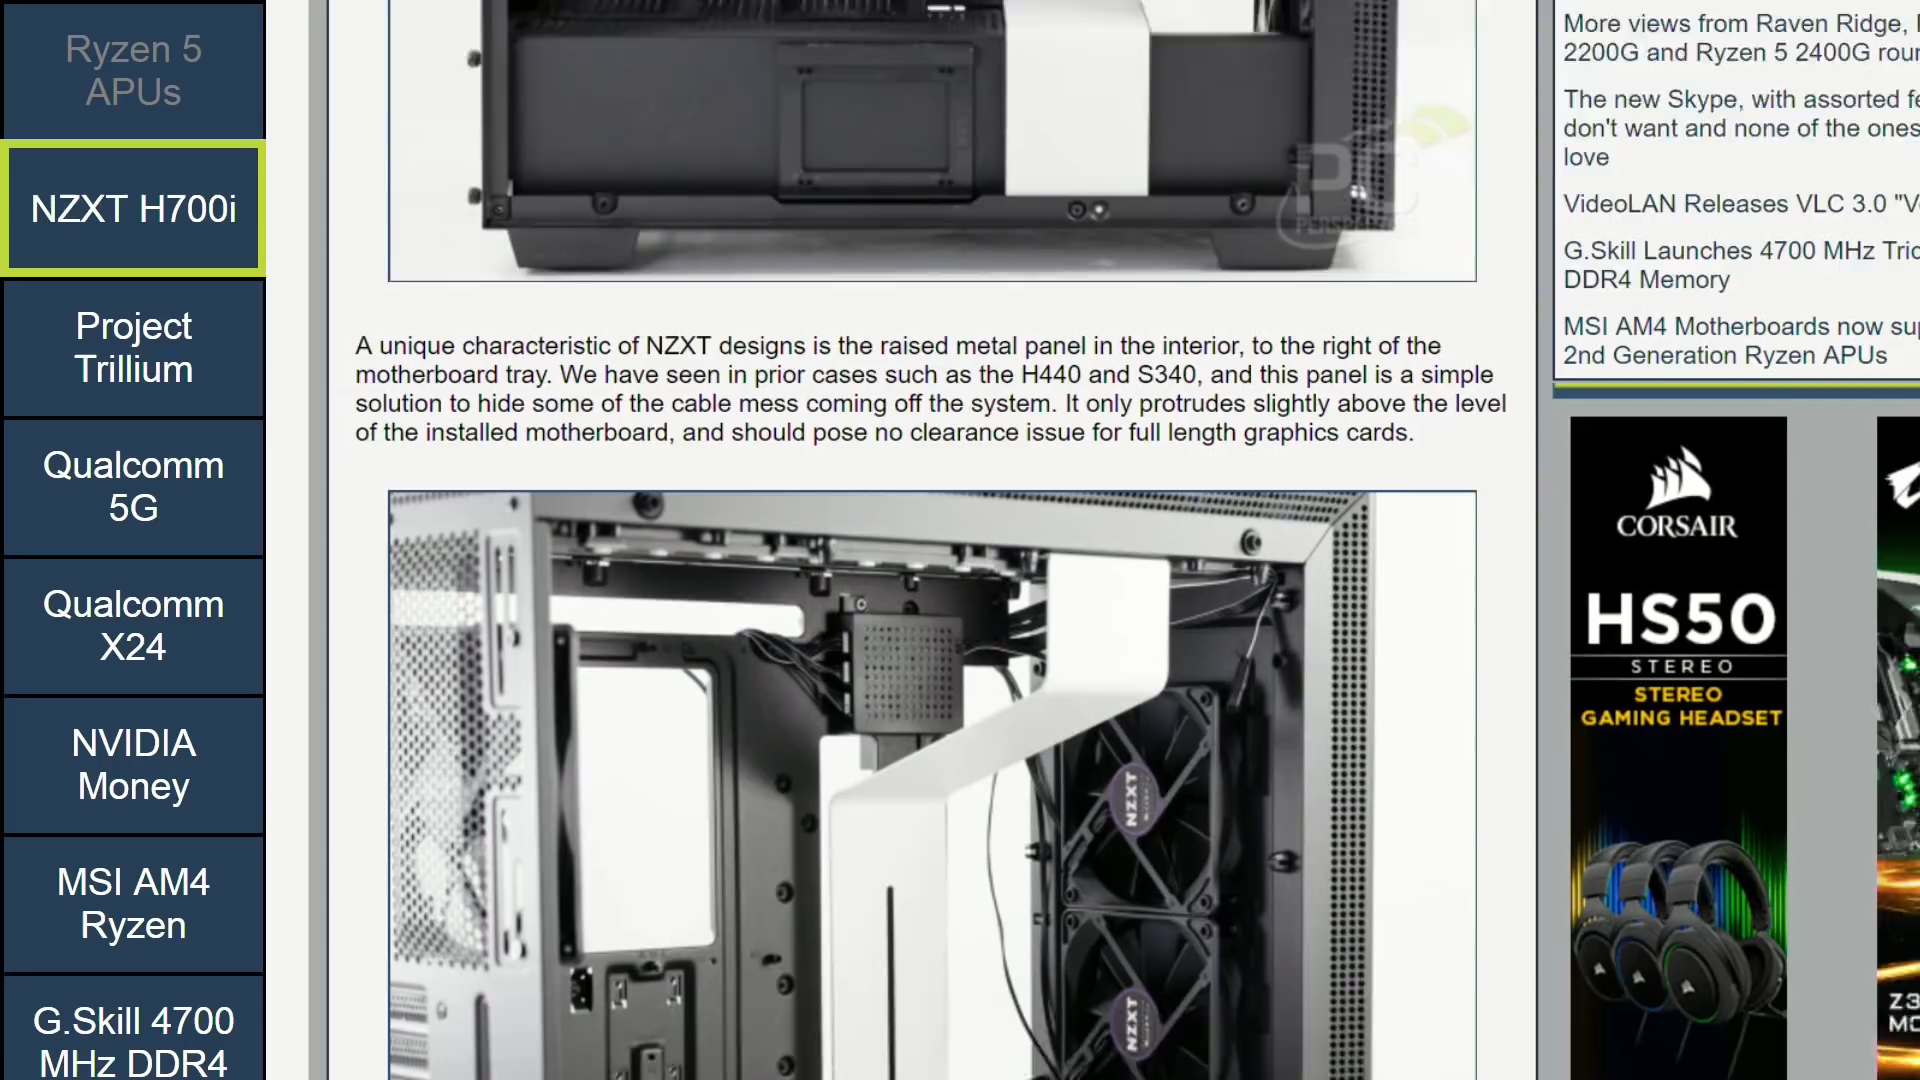 Ryzen 5
APUs
NZXT H700i
Project
Trillium
Qualcomm
5G
Qualcomm
X24
NVIDIA
Money
MSI AM4
Ryzen
G.Skill 4700
MHz DDR4
PC
A unique characteristic of NZXT designs is the raised metal panel in the interior, to the right of the
motherboard tray. We have seen in prior cases such as the H440 and S340, and this panel is a simple
solution to hide some of the cable mess coming off the system. It only protrudes slightly above the level
of the installed motherboard, and should pose no clearance issue for full length graphics cards.
NZXT
NZXT
More views from Raven Ridge,
2200G and Ryzen 5 2400G
The new Skype, with assorted
don't want and none of the ones
love
VideoLAN Releases VLC 3.0
G.Skill Launches 4700 MHz
DDR4 Memory
MSI AM4 Motherboards now
2nd Generation Ryzen APUs
CORSAIR
HS50
STEREO
STEREO
GAMING HEADSET